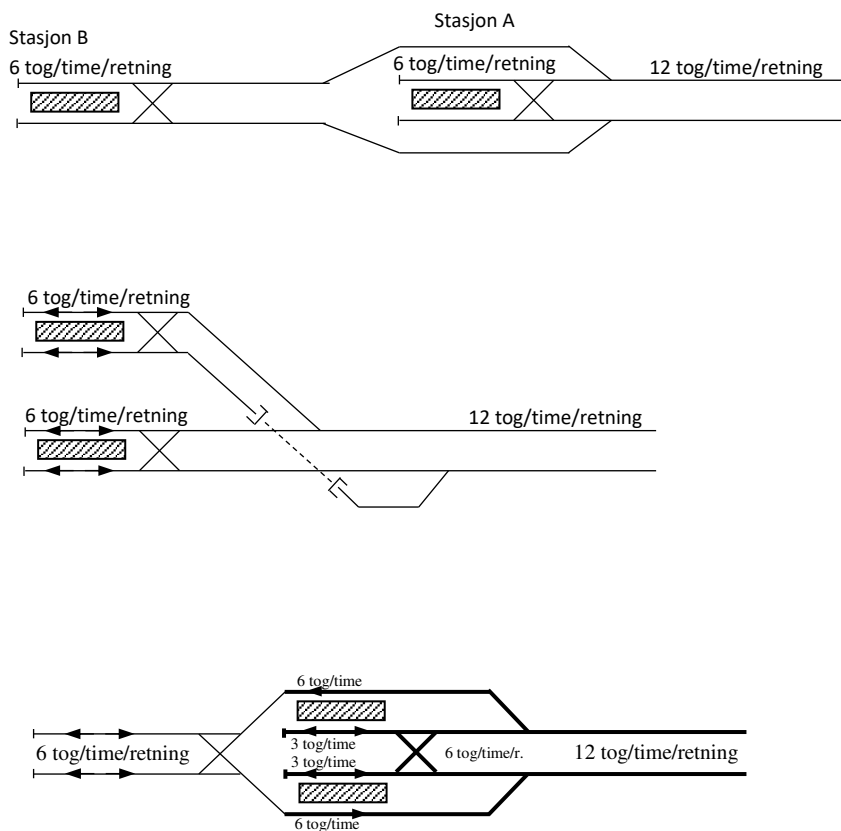 Stasjon A
Stasjon B
6 tog/time/retning
6 tog/time/retning
12 tog/time/retning
6 tog/time/retning
6 tog/time/retning
12 tog/time/retning
6 tog/time
3 tog/time
6 tog/time/retning
3 tog/time
6 tog/time/r.
12 tog/time/retning
6 tog/time